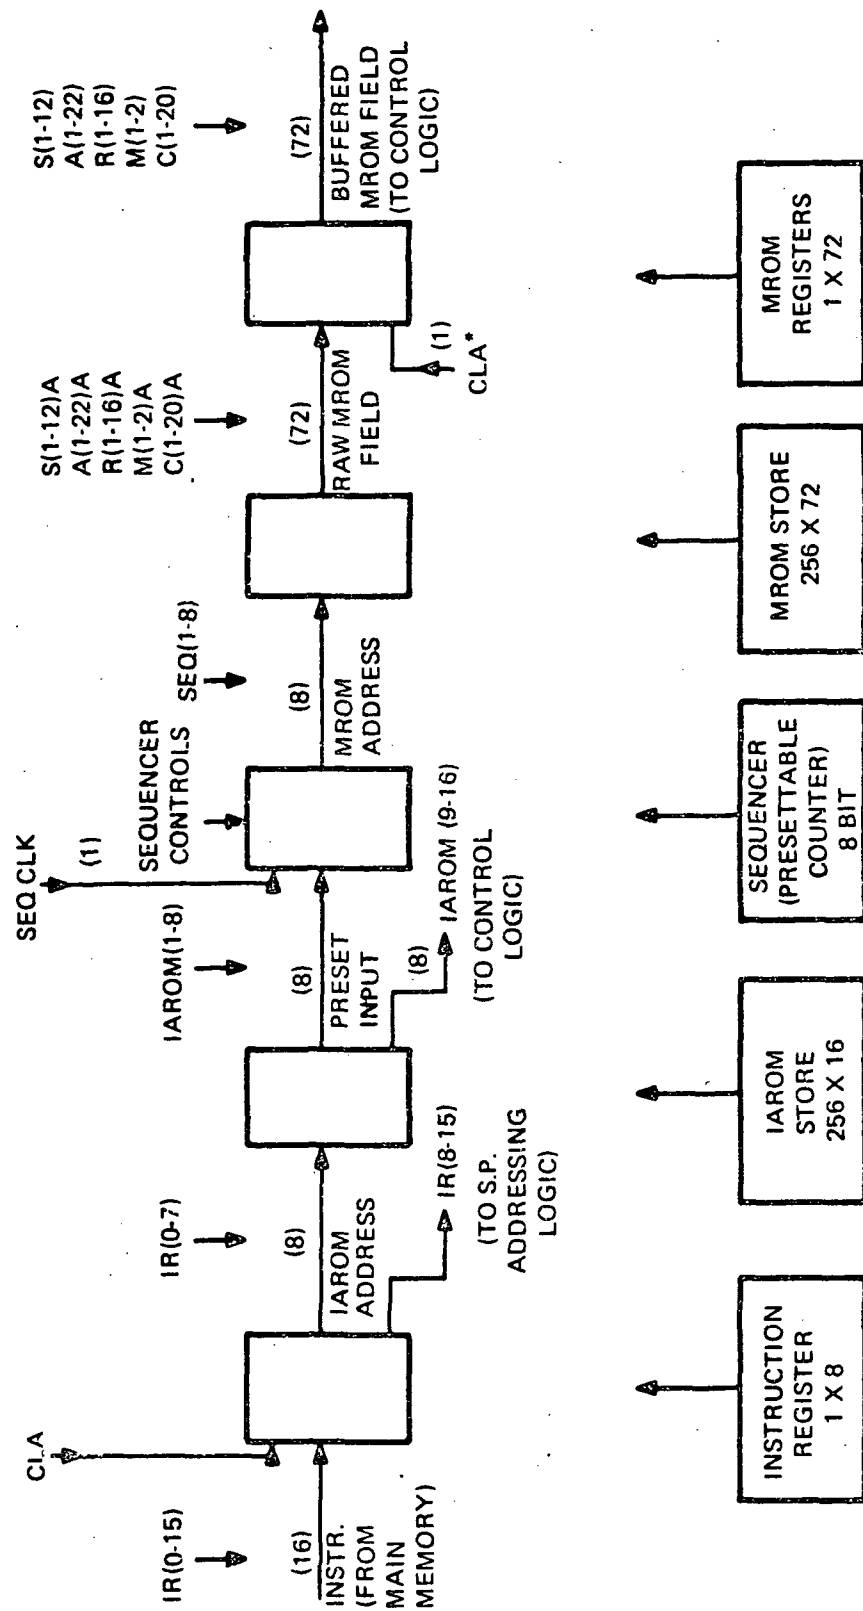 IR(0-15)
(16)
INSTR.
(FROM
MAIN
MEMORY)
CLA
IR(0-7)
(8)
IAROM
ADDRESS
IR(8-15)
(TO S.P.
ADDRESSING
LOGIC)
IAROM(1-8)
(8)
PRESET
INPUT
(8)
IAROM (9-16)
(TO CONTROL
LOGIC)
SEQ CLK
(1)
SEQUENCER
CONTROLS
SEQ(1-8)
(8)
MROM ADDRESS
S(1-12)A
A(1-22)A
R(1-16)A
M(1-2)A
C(1-20)A
(72)
RAW MROM
FIELD
(1)
CLA*
S(1-12)
A(1-22)
R(1-16)
M(1-2)
C(1-20)
(72)
BUFFERED
MROM FIELD
(TO CONTROL
LOGIC)
INSTRUCTION
REGISTER
1 X 8
IAROM
STORE
256 X 16
SEQUENCER
(PRESETTABLE
COUNTER)
8 BIT
MROM STORE
256 X 72
MROM
REGISTERS
1 X 72